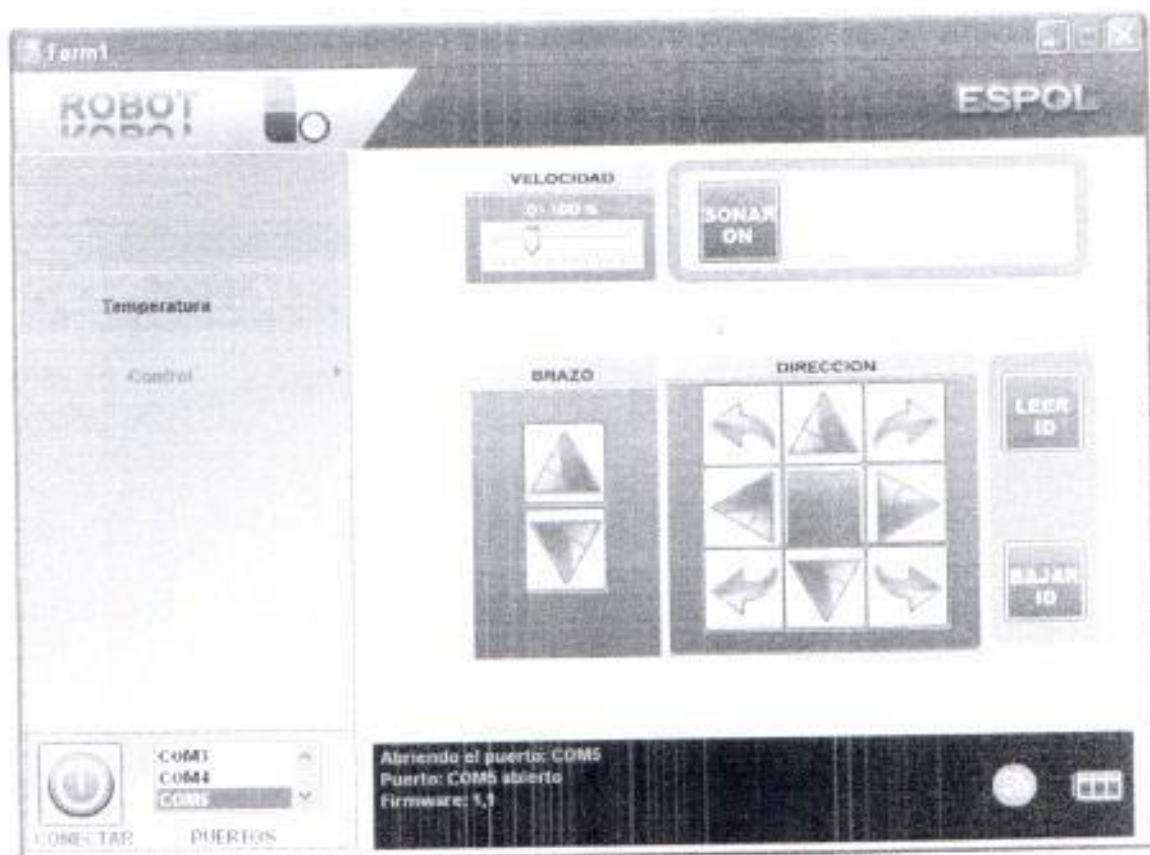 Form1
ROBOT
ESPOL
VELOCIDAD
0 - 100 %
SONAR
ON
Temperatura
Control
BRAZO
DIRECCION
LEER
ID
BAJAR
ID
COM3
COM4
COM5
CONECTAR
PUERTOS
Abriendo el puerto: COM5
Puerto: COM5 abierto
Firmware: 1,1